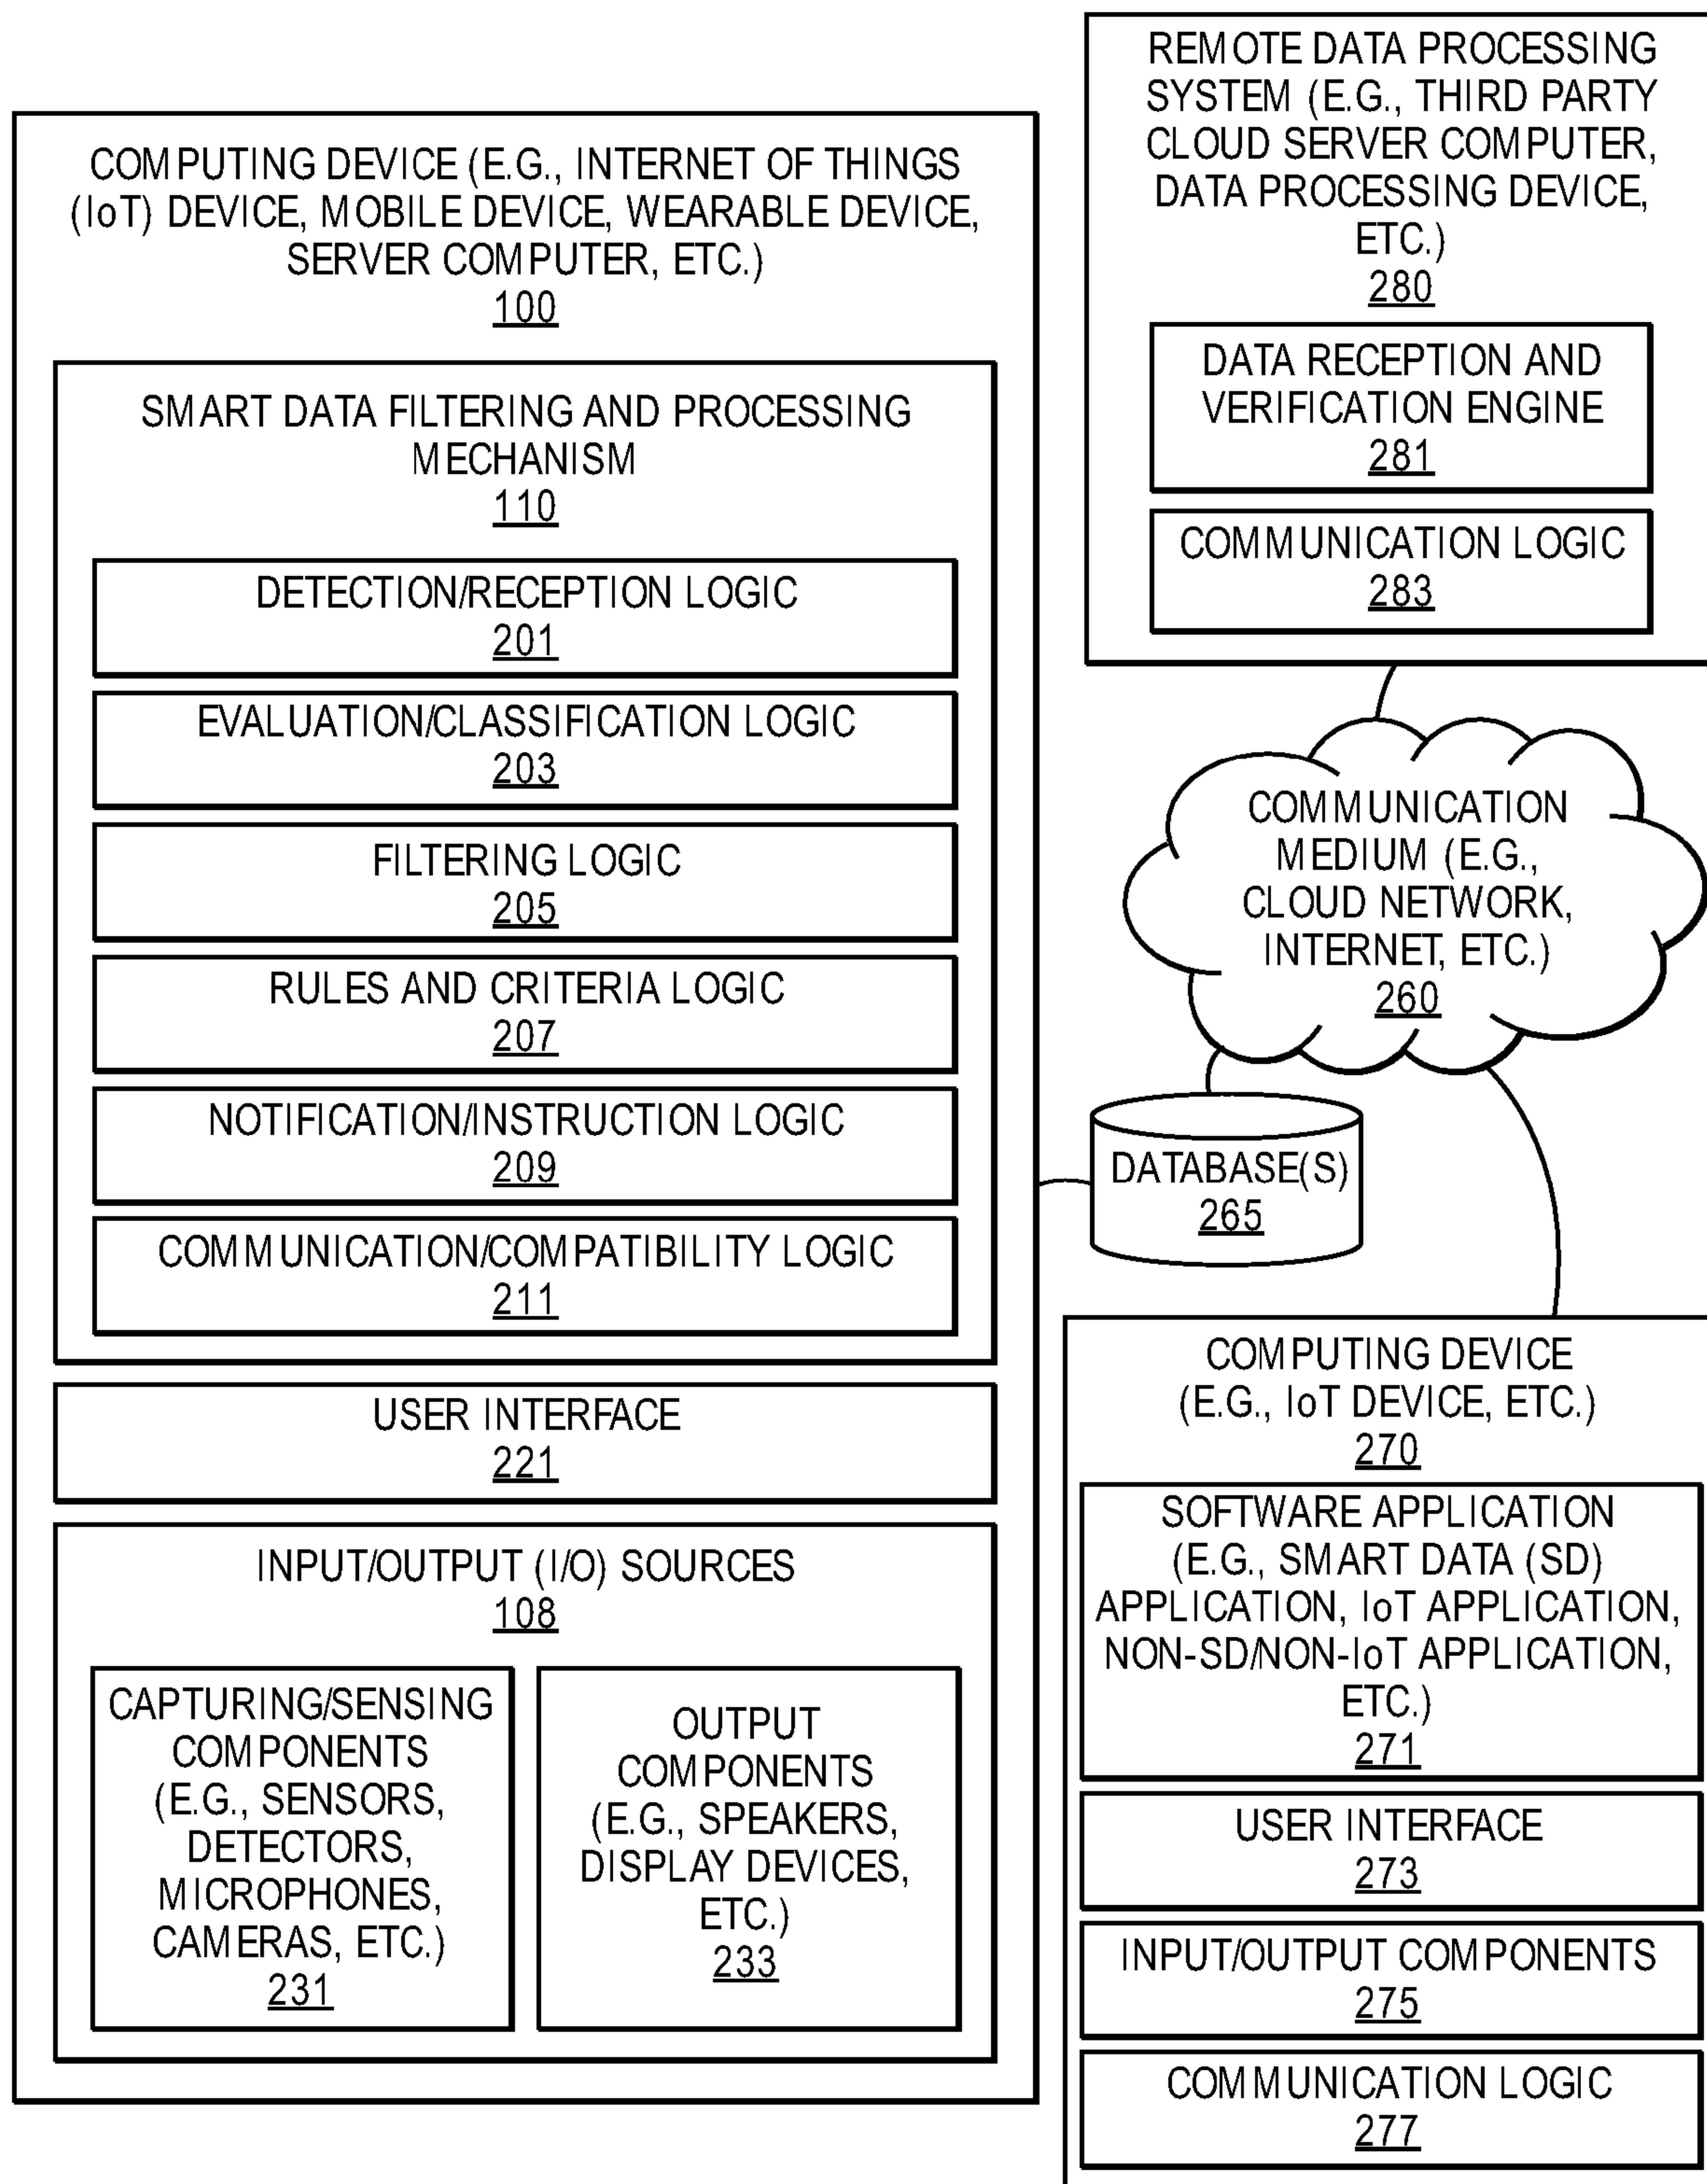 COMPUTING DEVICE (E.G., INTERNET OF THINGS
(IoT) DEVICE, MOBILE DEVICE, WEARABLE DEVICE,
SERVER COMPUTER, ETC.)
100
SMART DATA FILTERING AND PROCESSING
MECHANISM
110
DETECTION/RECEPTION LOGIC
201
EVALUATION/CLASSIFICATION LOGIC
203
FILTERING LOGIC
205
RULES AND CRITERIA LOGIC
207
NOTIFICATION/INSTRUCTION LOGIC
209
COMMUNICATION/COMPATIBILITY LOGIC
211
USER INTERFACE
221
INPUT/OUTPUT (I/O) SOURCES
108
CAPTURING/SENSING
COMPONENTS
(E.G., SENSORS,
DETECTORS,
MICROPHONES,
CAMERAS, ETC.)
231
OUTPUT
COMPONENTS
(E.G., SPEAKERS,
DISPLAY DEVICES,
ETC.)
233
REMOTE DATA PROCESSING
SYSTEM (E.G., THIRD PARTY
CLOUD SERVER COMPUTER,
DATA PROCESSING DEVICE,
ETC.)
280
DATA RECEPTION AND
VERIFICATION ENGINE
281
COMMUNICATION LOGIC
283
COMMUNICATION
MEDIUM (E.G.,
CLOUD NETWORK,
INTERNET, ETC.)
260
DATABASE(S)
265
COMPUTING DEVICE
(E.G., IoT DEVICE, ETC.)
270
SOFTWARE APPLICATION
(E.G., SMART DATA (SD)
APPLICATION, IoT APPLICATION,
NON-SD/NON-IoT APPLICATION,
ETC.)
271
USER INTERFACE
273
INPUT/OUTPUT COMPONENTS
275
COMMUNICATION LOGIC
277